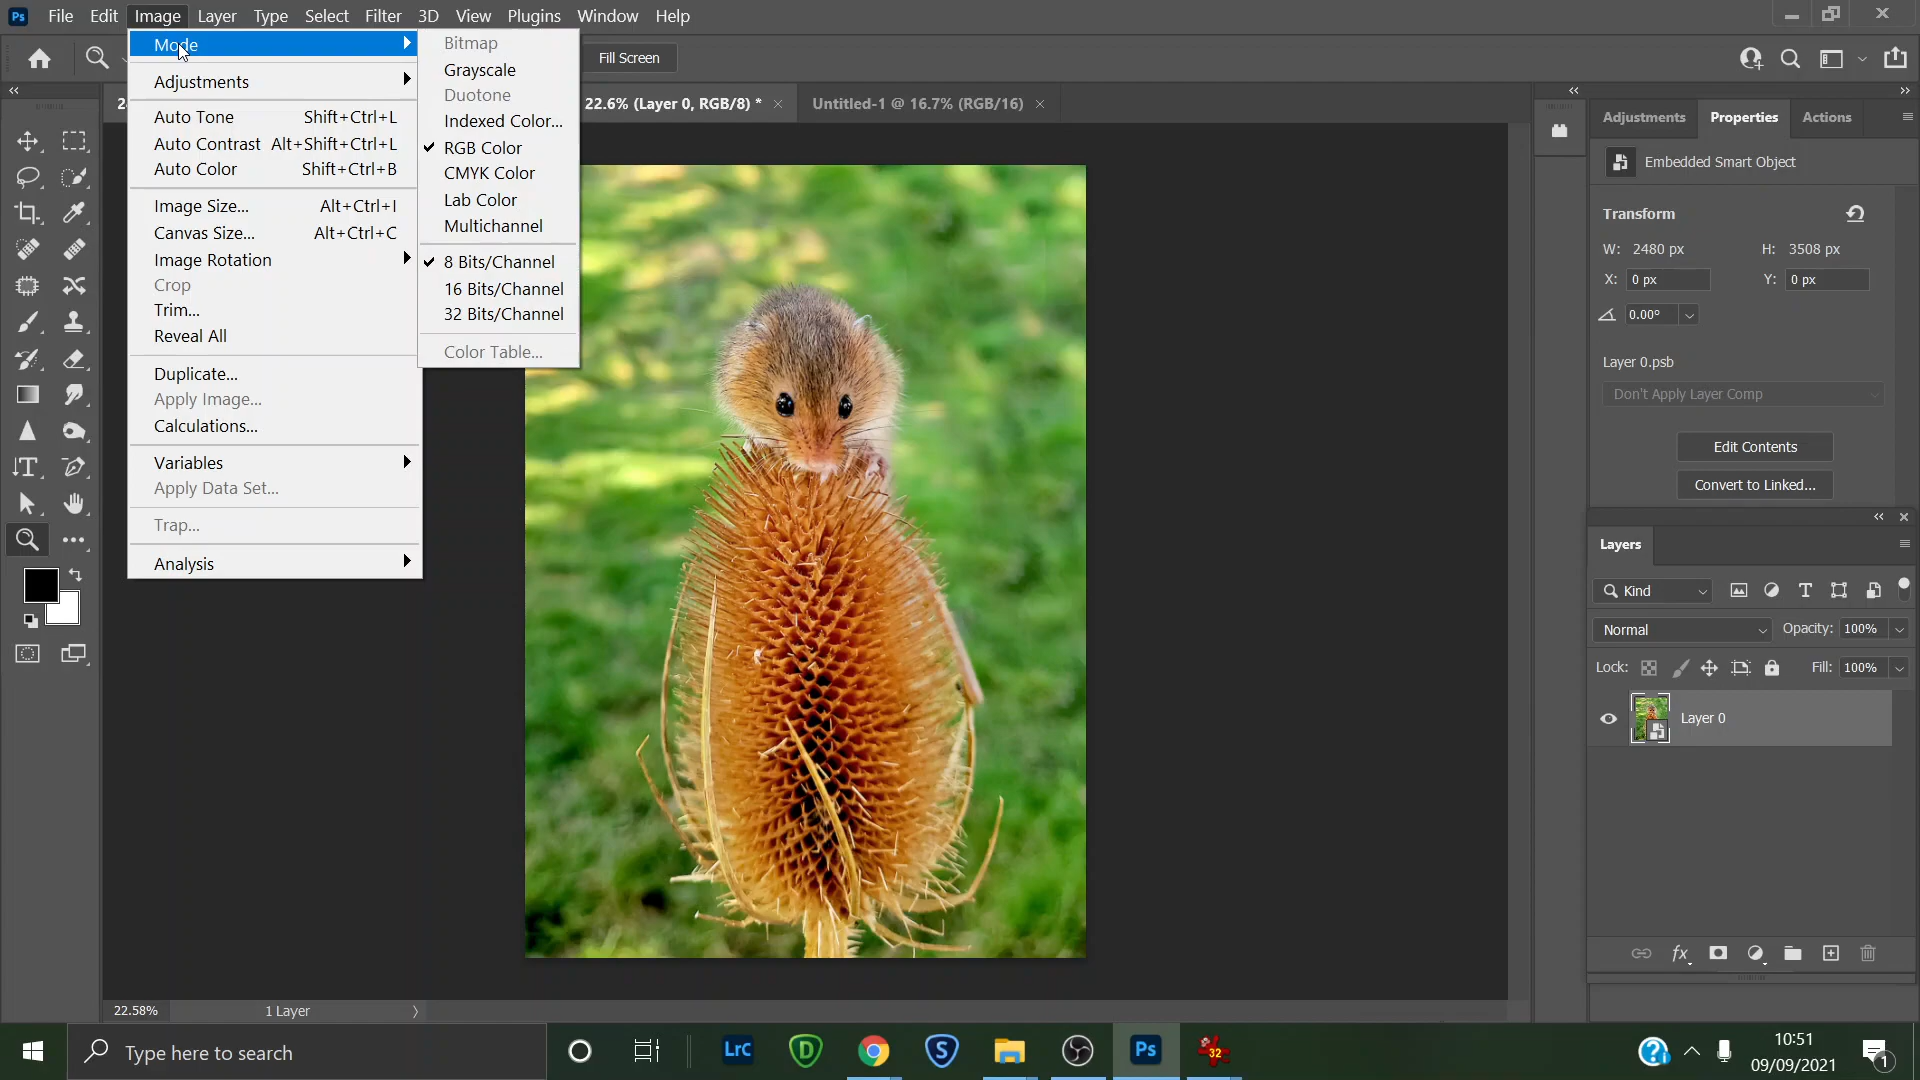 Ps File Edit Image Layer Type Select Filter 3D View Plugins Window Help
Fill Screen
2
22.6% (Layer 0, RGB/8) *
Untitled-1 @ 16.7% (RGB/16)
Mode
Adjustments
Auto Tone Shift+Ctrl+L
Auto Contrast Alt+Shift+Ctrl+L
Auto Color Shift+Ctrl+B
Image Size... Alt+Ctrl+I
Canvas Size... Alt+Ctrl+C
Image Rotation
Crop
Trim...
Reveal All
Duplicate...
Apply Image...
Calculations...
Variables
Apply Data Set...
Trap...
Analysis
Bitmap
Grayscale
Duotone
Indexed Color...
RGB Color
CMYK Color
Lab Color
Multichannel
8 Bits/Channel
16 Bits/Channel
32 Bits/Channel
Color Table...
Adjustments Properties Actions
Embedded Smart Object
Transform
W: 2480 px H: 3508 px
X: 0 px Y: 0 px
0.00°
Layer 0.psb
Don't Apply Layer Comp
Edit Contents
Convert to Linked...
Layers
Kind
Normal Opacity: 100%
Lock: Fill: 100%
Layer 0
22.58% 1 Layer
Type here to search
LrC
D
S
Ps
32
10:51
09/09/2021
1